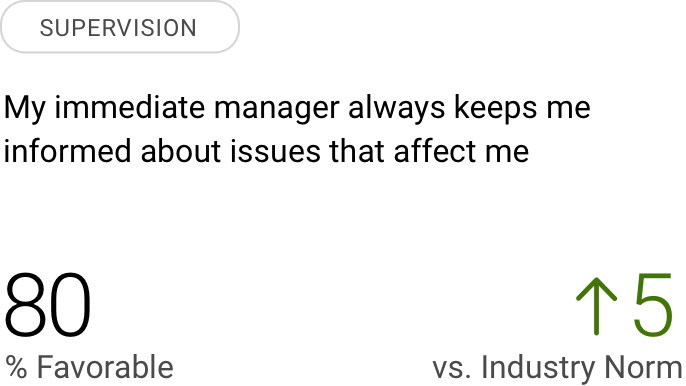 SUPERVISION
My immediate manager always keeps me
informed about issues that affect me
80 ↑5
% Favorable vs. Industry Norm